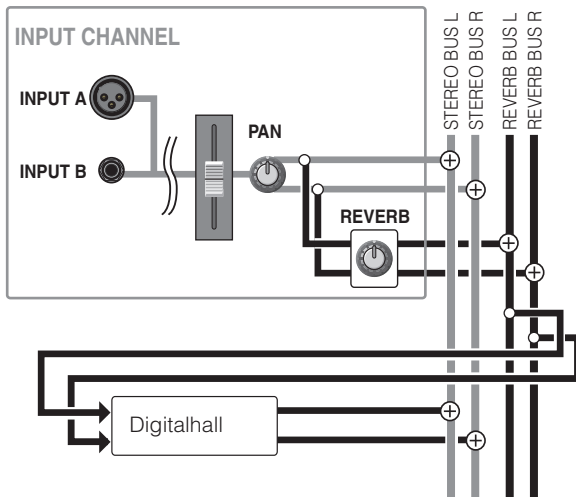 INPUT CHANNEL
INPUT A
INPUT B
PAN
REVERB
STEREO BUS L
STEREO BUS R
REVERB BUS L
REVERB BUS R
Digitalhall